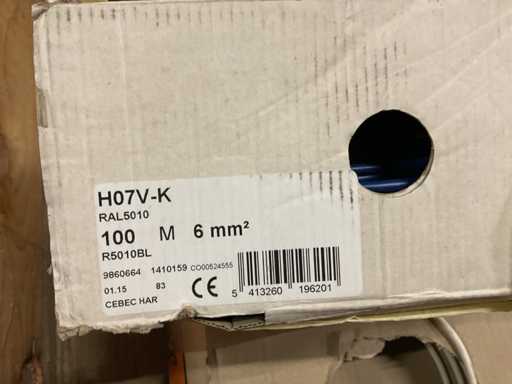 H07V-K
RAL5010
100 M 6 mm²
R5010BL
9860664 1410159 CO00524555
01.15 83 CE
CEBEC HAR
5 413260 196201